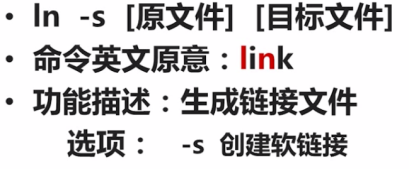 • ln -s [原文件] [目标文件]
• 命令英文原意：link
• 功能描述：生成链接文件
选项： -s 创建软链接